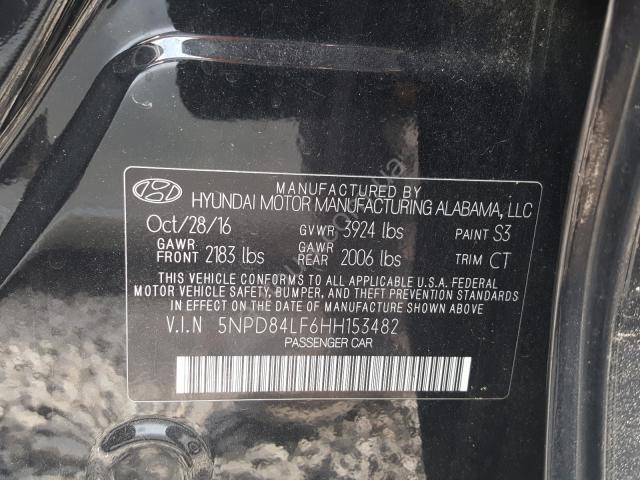 MANUFACTURED BY
HYUNDAI MOTOR MANUFACTURING ALABAMA, LLC
Oct/28/16 GVWR 3924 lbs PAINT S3
GAWR FRONT 2183 lbs GAWR REAR 2006 lbs TRIM CT
THIS VEHICLE CONFORMS TO ALL APPLICABLE U.S.A. FEDERAL
MOTOR VEHICLE SAFETY, BUMPER, AND THEFT STANDARDS
IN EFFECT ON THE DATE OF MANUFACTURE SHOWN ABOVE
V.I.N 5NPD84LF6HH153482
PASSENGER CAR